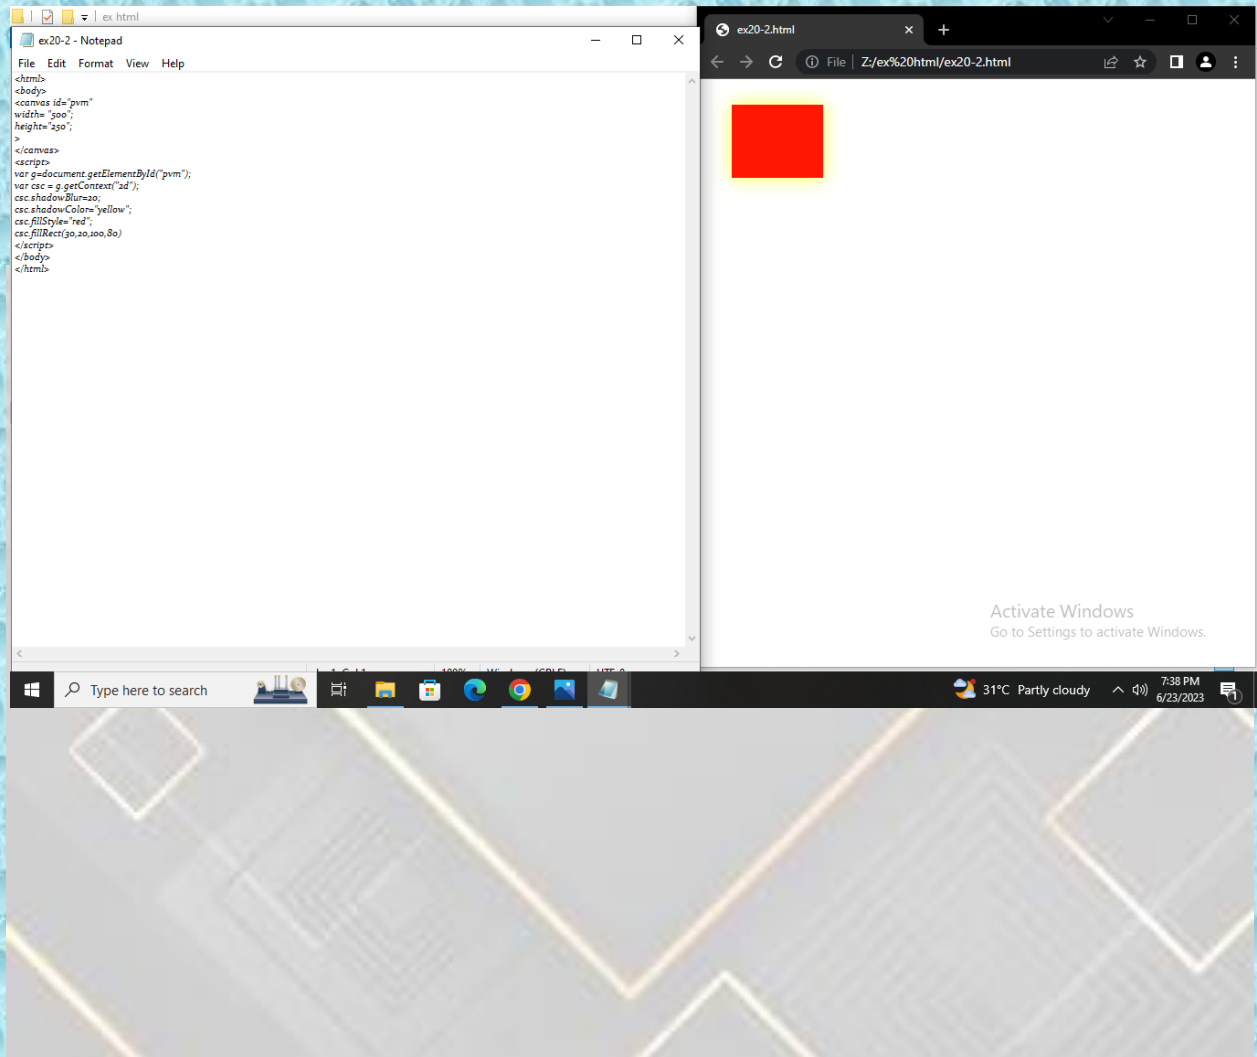 ex html
ex20-2 - Notepad
File Edit Format View Help
<html>
<body>
<canvas id="pvm"
width= "500";
height="250";
>
</canvas>
<script>
var g=document.getElementById("pvm");
var csc = g.getContext("2d");
csc.shadowBlur=20;
csc.shadowColor="yellow";
csc.fillStyle="red";
csc.fillRect(30,20,100,80)
</script>
</body>
</html>
ex20-2.html
File Z:/ex%20html/ex20-2.html
Activate Windows
Go to Settings to activate Windows.
Type here to search
31°C Partly cloudy
7:38 PM
6/23/2023
1